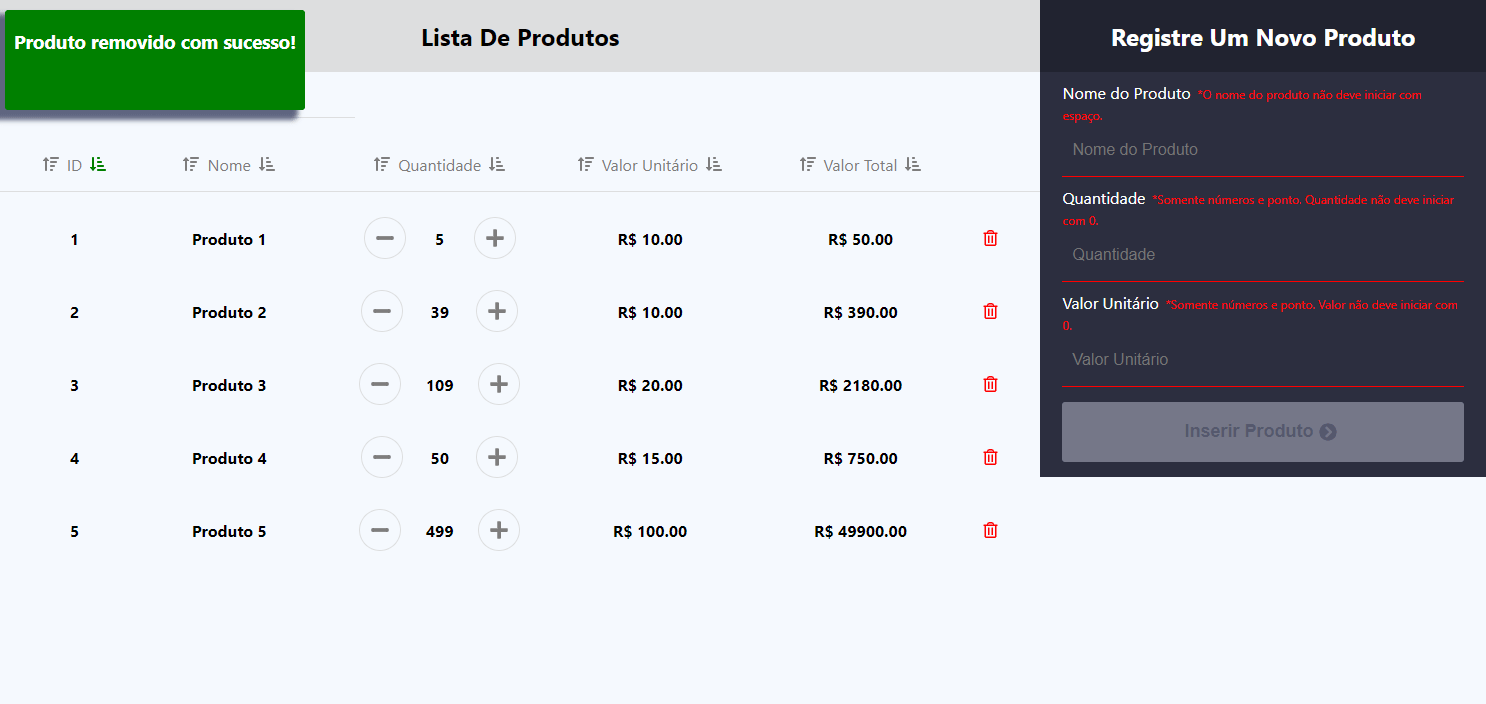 Produto removido com sucesso!
Lista De Produtos
ID Nome Quantidade Valor Unitário Valor Total
1 Produto 1 5 R$ 10.00 R$ 50.00
2 Produto 2 39 R$ 10.00 R$ 390.00
3 Produto 3 109 R$ 20.00 R$ 2180.00
4 Produto 4 50 R$ 15.00 R$ 750.00
5 Produto 5 499 R$ 100.00 R$ 49900.00
Registre Um Novo Produto
Nome do Produto *O nome do produto não deve iniciar com
espaço.
Nome do Produto
Quantidade *Somente números e ponto. Quantidade não deve iniciar
com 0.
Quantidade
Valor Unitário *Somente números e ponto. Valor não deve iniciar com
0.
Valor Unitário
Inserir Produto